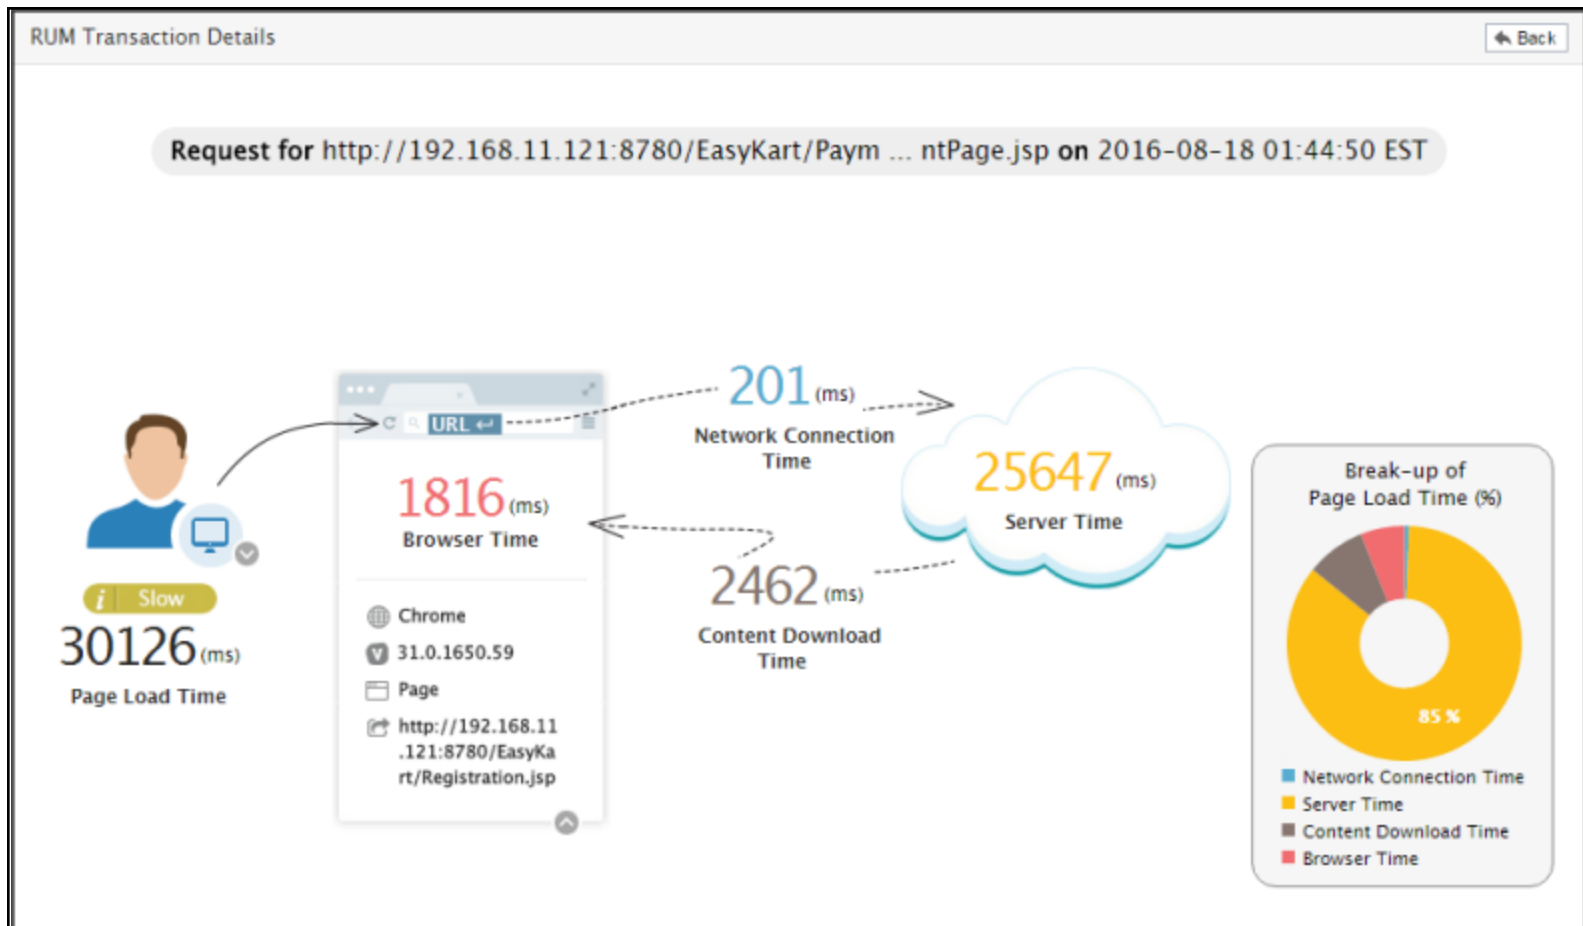 RUM Transaction Details
Back
Request for http://192.168.11.121:8780/EasyKart/Paym ... ntPage.jsp on 2016-08-18 01:44:50 EST
i Slow
30126 (ms)
Page Load Time
URL
1816 (ms)
Browser Time
Chrome
V 31.0.1650.59
Page
http://192.168.11
.121:8780/EasyKa
rt/Registration.jsp
201 (ms)
Network Connection
Time
25647 (ms)
Server Time
2462 (ms)
Content Download
Time
Break-up of
Page Load Time (%)
85 %
Network Connection Time
Server Time
Content Download Time
Browser Time